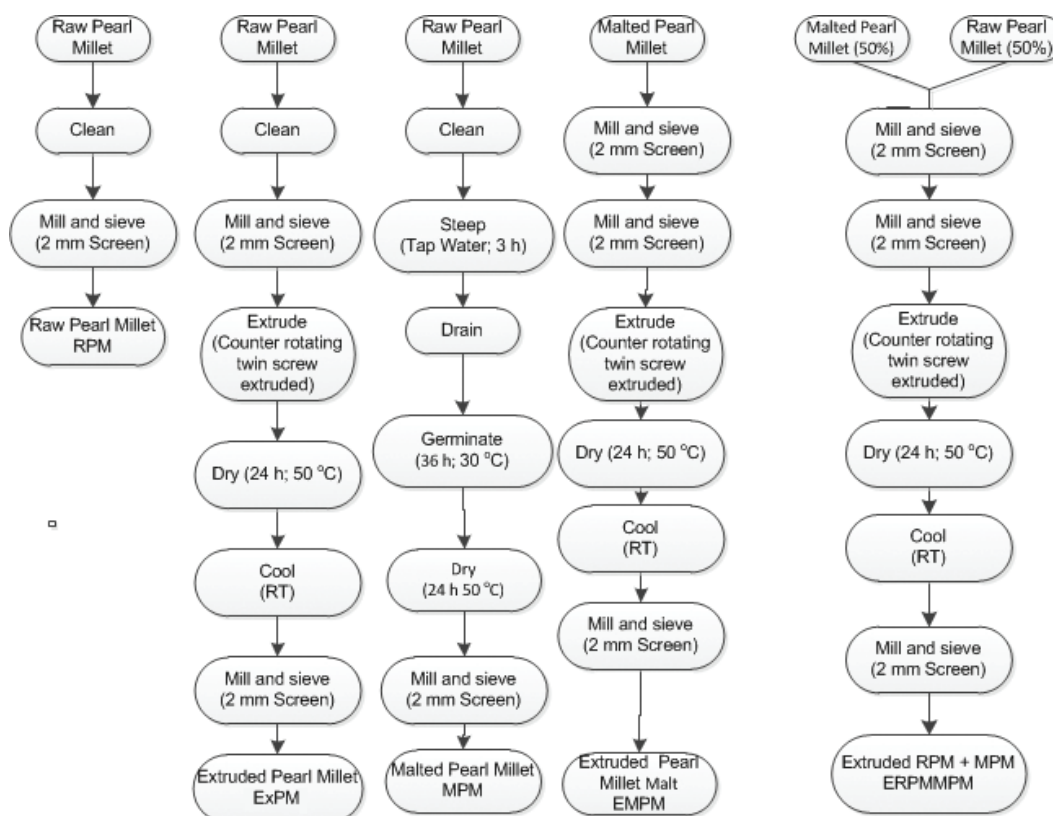 Raw Pearl
Millet
Clean
Mill and sieve
(2 mm Screen)
Raw Pearl Millet
RPM
Raw Pearl
Millet
Clean
Mill and sieve
(2 mm Screen)
Extrude
(Counter rotating
twin screw
extruded)
Dry (24 h; 50 °C)
Cool
(RT)
Mill and sieve
(2 mm Screen)
Extruded Pearl Millet
ExPM
Raw Pearl
Millet
Clean
Steep
(Tap Water; 3 h)
Drain
Germinate
(36 h; 30 °C)
Dry
(24 h 50 °C)
Mill and sieve
(2 mm Screen)
Malted Pearl Millet
MPM
Malted Pearl
Millet
Mill and sieve
(2 mm Screen)
Mill and sieve
(2 mm Screen)
Extrude
(Counter rotating
twin screw
extruded)
Dry (24 h; 50 °C)
Cool
(RT)
Mill and sieve
(2 mm Screen)
Extruded Pearl
Millet Malt
EMPM
Malted Pearl
Millet (50%)
Raw Pearl
Millet (50%)
Mill and sieve
(2 mm Screen)
Mill and sieve
(2 mm Screen)
Extrude
(Counter rotating
twin screw
extruded)
Dry (24 h; 50 °C)
Cool
(RT)
Mill and sieve
(2 mm Screen)
Extruded RPM + MPM
ERPMMPM